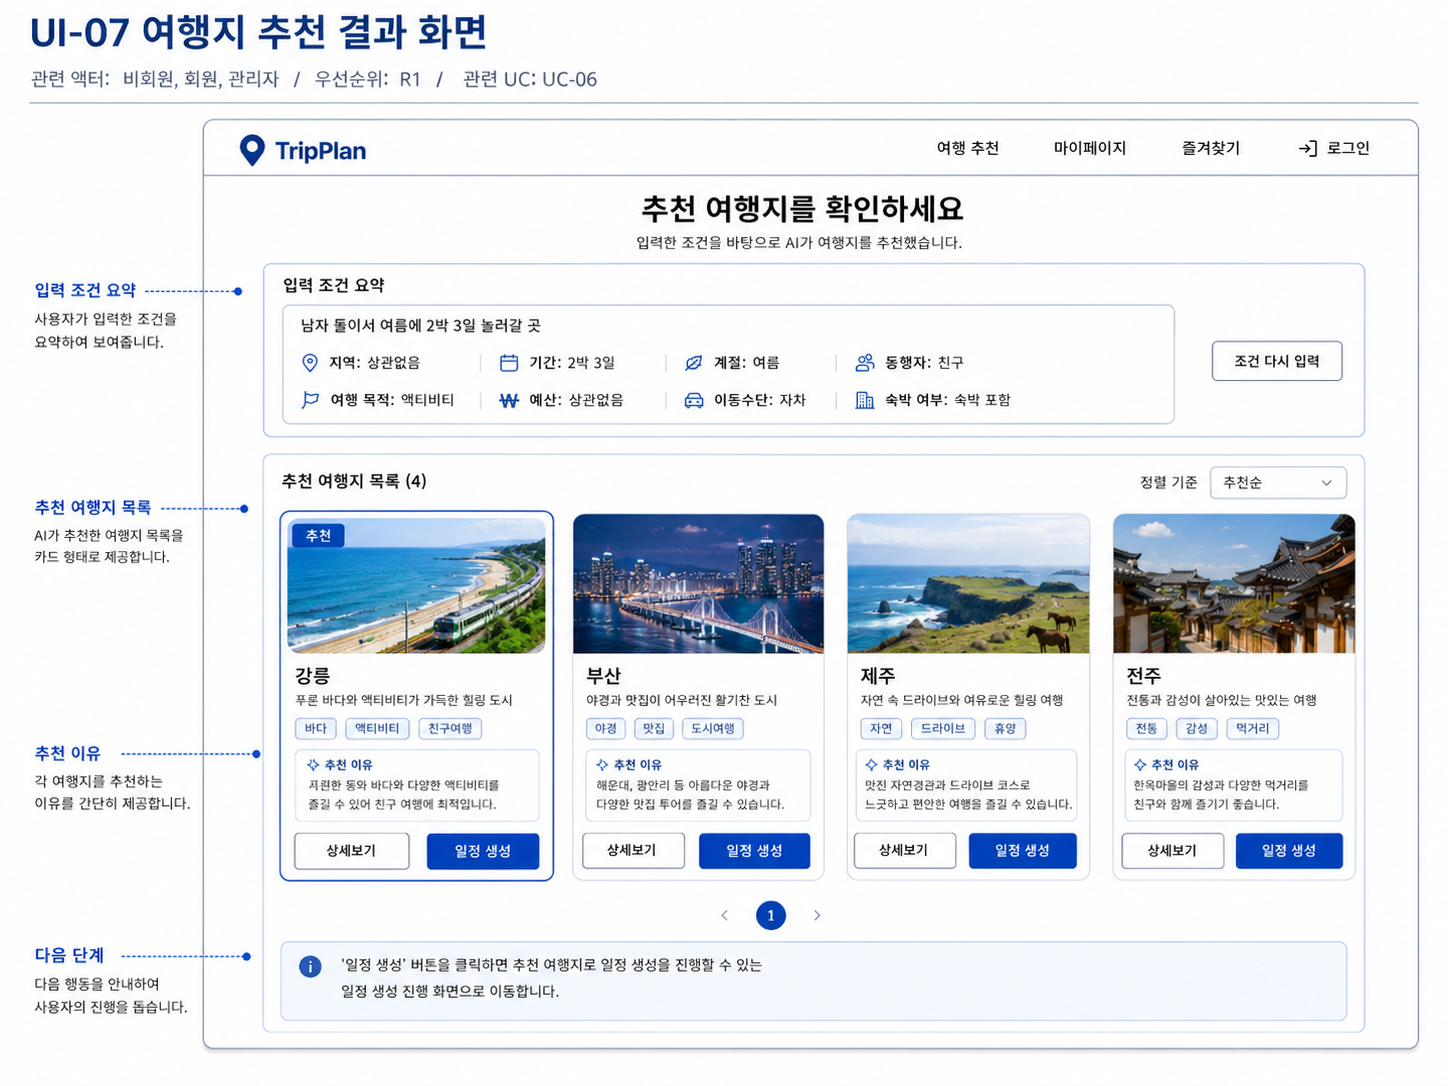 UI-07 여행지 추천 결과 화면
관련 액터: 비회원, 회원, 관리자 / 우선순위: R1 / 관련 UC: UC-06
TripPlan
여행 추천
마이페이지
즐겨찾기
로그인
추천 여행지를 확인하세요
입력한 조건을 바탕으로 AI가 여행지를 추천했습니다.
입력 조건 요약
사용자가 입력한 조건을
요약하여 보여줍니다.
입력 조건 요약
남자 둘이서 여름에 2박 3일 놀러갈 곳
지역: 상관없음
기간: 2박 3일
계절: 여름
동행자: 친구
여행 목적: 액티비티
예산: 상관없음
이동수단: 자차
숙박 여부: 숙박 포함
조건 다시 입력
추천 여행지 목록
AI가 추천한 여행지 목록을
카드 형태로 제공합니다.
추천 여행지 목록 (4)
정렬 기준
추천순
추천
강릉
푸른 바다와 액티비티가 가득한 힐링 도시
바다
액티비티
친구여행
추천 이유
동와 바다와 다양한 액티비티를
즐길 수 있어 친구 여행에 최적입니다.
상세보기
일정 생성
부산
야경과 맛집이 어우러진 활기찬 도시
야경
맛집
도시여행
추천 이유
해운대, 광안리 등 아름다운 야경과
다양한 맛집 투어를 즐길 수 있습니다.
상세보기
일정 생성
제주
자연 속 드라이브와 여유로운 힐링 여행
자연
드라이브
휴양
추천 이유
멋진 자연경관과 드라이브 코스로
느긋하고 편안한 여행을 즐길 수 있습니다.
상세보기
일정 생성
전주
전통과 감성이 살아있는 맛있는 여행
전통
감성
먹거리
추천 이유
한옥마을의 감성과 다양한 먹거리를
친구와 함께 즐기기 좋습니다.
상세보기
일정 생성
추천 이유
각 여행지를 추천하는
이유를 간단히 제공합니다.
1
다음 단계
다음 행동을 안내하여
사용자의 진행을 돕습니다.
'일정 생성' 버튼을 클릭하면 추천 여행지로 일정 생성을 진행할 수 있는
일정 생성 진행 화면으로 이동합니다.